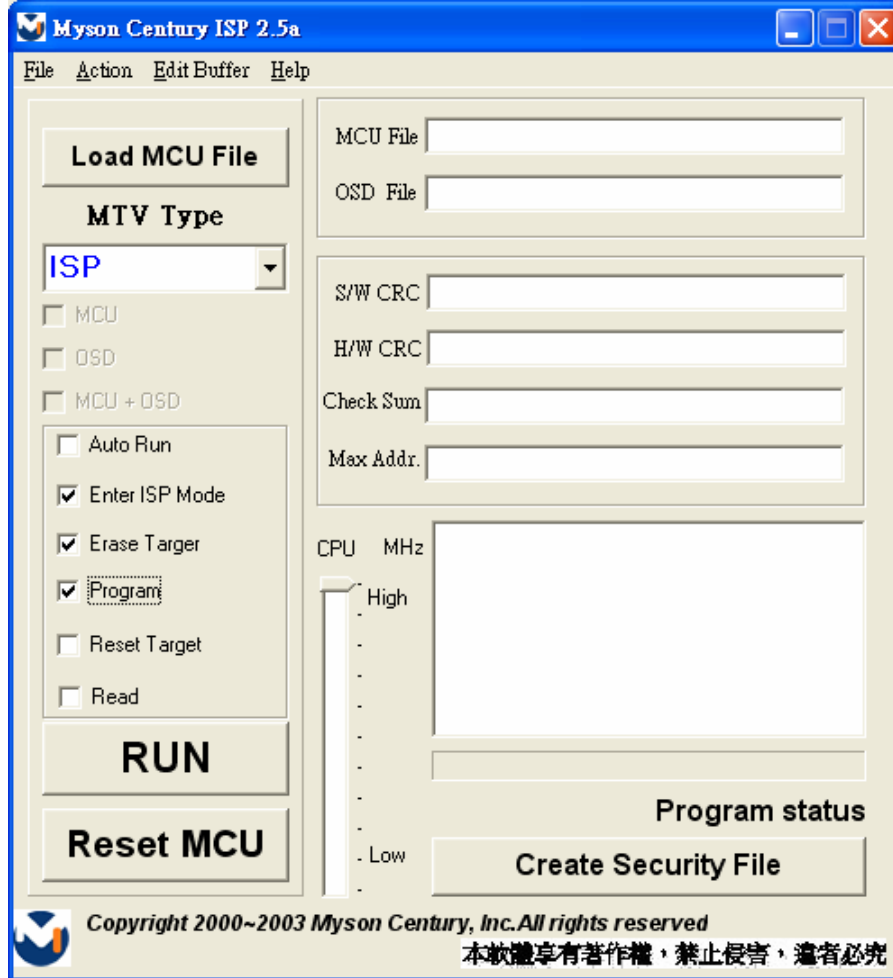 Myson Century ISP 2.5a
File Action Edit Buffer Help
Load MCU File
MTV Type
ISP
MCU
OSD
MCU + OSD
Auto Run
Enter ISP Mode
Erase Targer
Program
Reset Target
Read
RUN
Reset MCU
MCU File
OSD File
S/W CRC
H/W CRC
Check Sum
Max Addr.
CPU MHz
High
Low
Program status
Create Security File
Copyright 2000~2003 Myson Century, Inc.All rights reserved
本軟體享有著作權，禁止侵害，違者必究